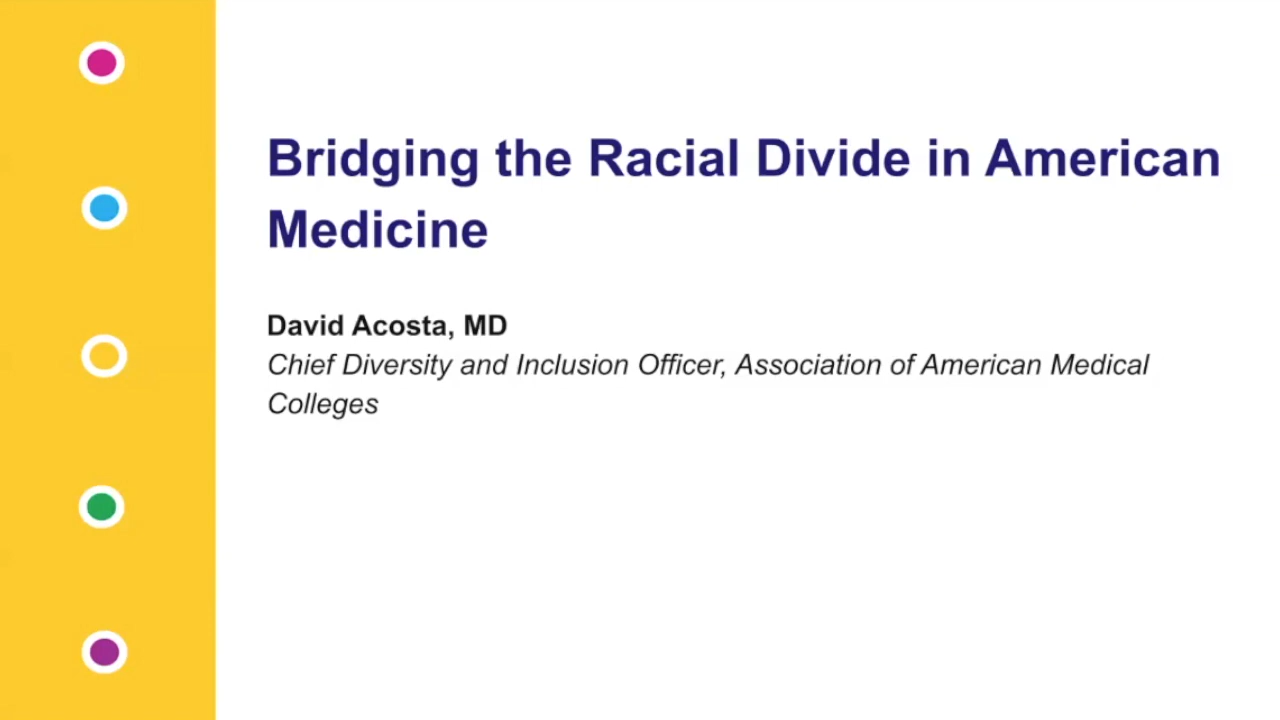 Bridging the Racial Divide in American
Medicine
David Acosta, MD
Chief Diversity and Inclusion Officer, Association of American Medical
Colleges